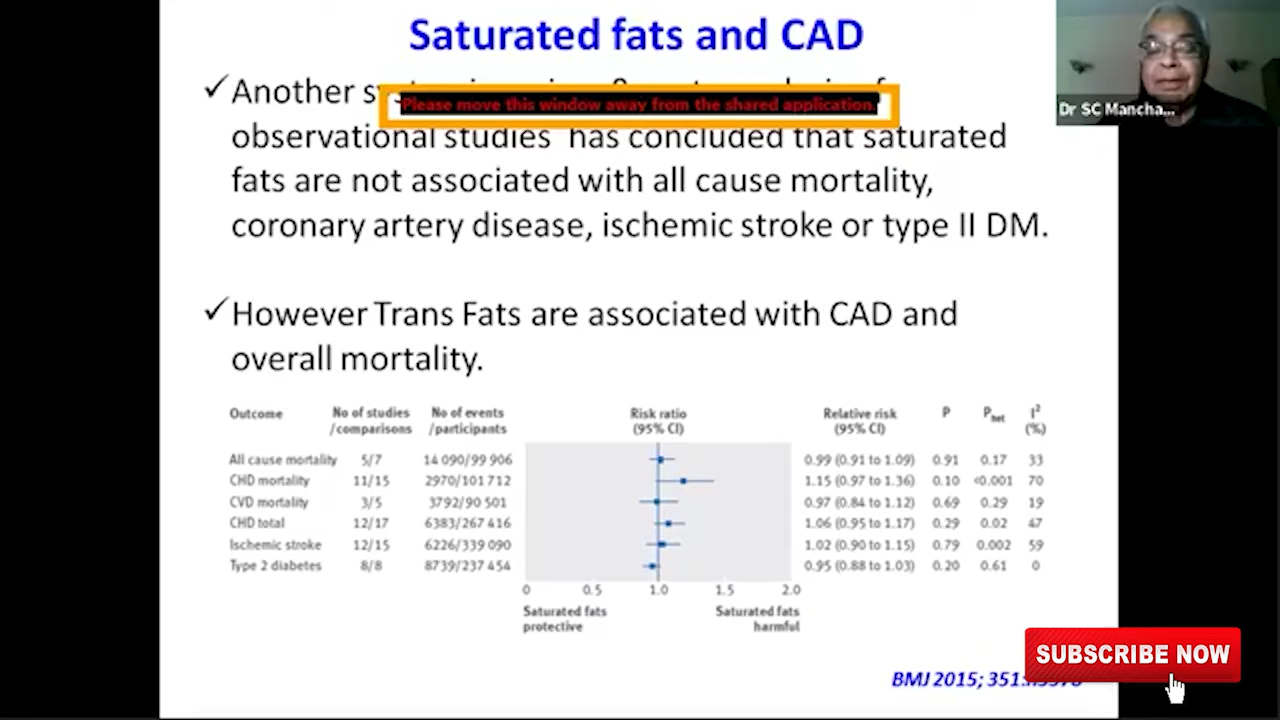 Saturated fats and CAD
Dr SC Mancha...
✓Another
Please move this window away from the shared application.
observational studies has concluded that saturated
fats are not associated with all cause mortality,
coronary artery disease, ischemic stroke or type II DM.
✓However Trans Fats are associated with CAD and
overall mortality.
Outcome No of studies No of events Risk ratio Relative risk P Phet I2
/comparisons /participants (95% CI) (95% CI) (%)
All cause mortality 5/7 14 090/99 906 0.99 (0.91 to 1.09) 0.91 0.17 33
CHD mortality 11/15 2970/101 712 1.15 (0.97 to 1.36) 0.10 <0.001 70
CVD mortality 3/5 3792/90 501 0.97 (0.84 to 1.12) 0.69 0.29 19
CHD total 12/17 6383/267 416 1.06 (0.95 to 1.17) 0.29 0.02 47
Ischemic stroke 12/15 6226/339 090 1.02 (0.90 to 1.15) 0.79 0.002 59
Type 2 diabetes 8/8 8739/237 454 0.95 (0.88 to 1.03) 0.20 0.61 0
0 0.5 1.0 1.5 2.0
Saturated fats Saturated fats
protective harmful
SUBSCRIBE NOW
BMJ 2015; 351: